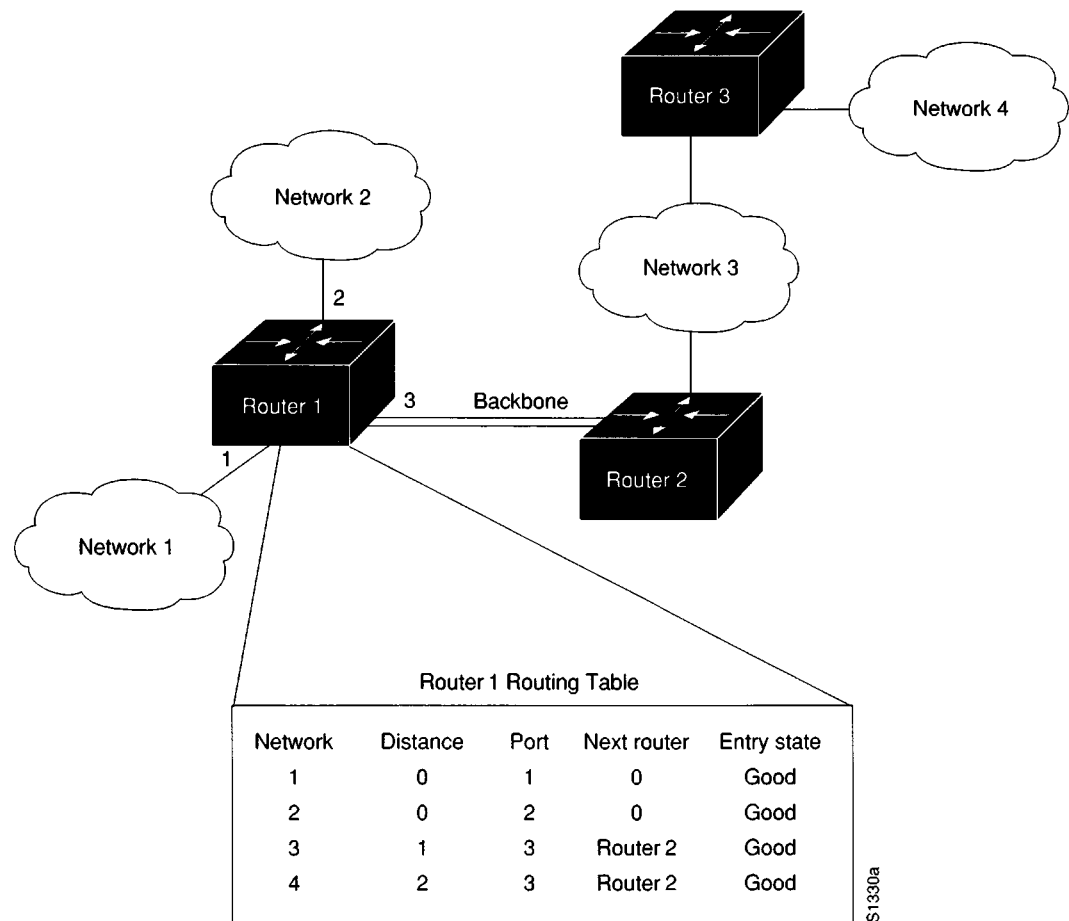 Router 3
Network 4
Network 2
Network 3
2
Router 1
3
Backbone
Router 2
1
Network 1
Router 1 Routing Table
Network Distance Port Next router Entry state
1 0 1 0 Good
2 0 2 0 Good
3 1 3 Router 2 Good
4 2 3 Router 2 Good
S1330a